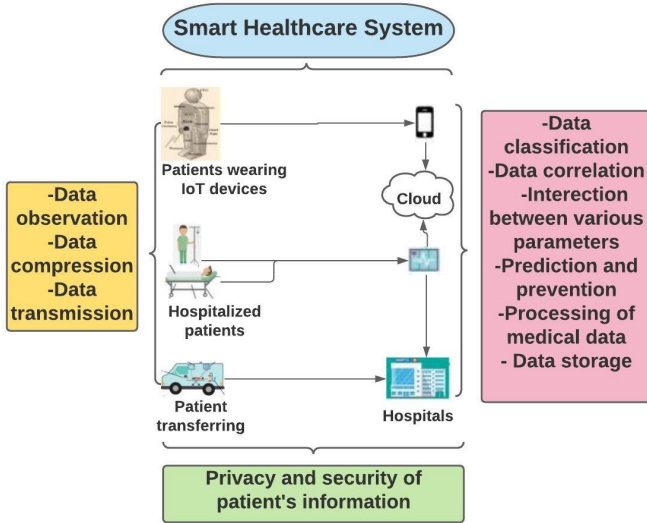 Smart Healthcare System
Patients wearing
IoT devices
Cloud
-Data
observation
-Data
compression
-Data
transmission
Hospitalized
patients
Patient
transferring
Hospitals
-Data
classification
-Data correlation
-Interection
between various
parameters
-Prediction and
prevention
-Processing of
medical data
- Data storage
Privacy and security of
patient's information